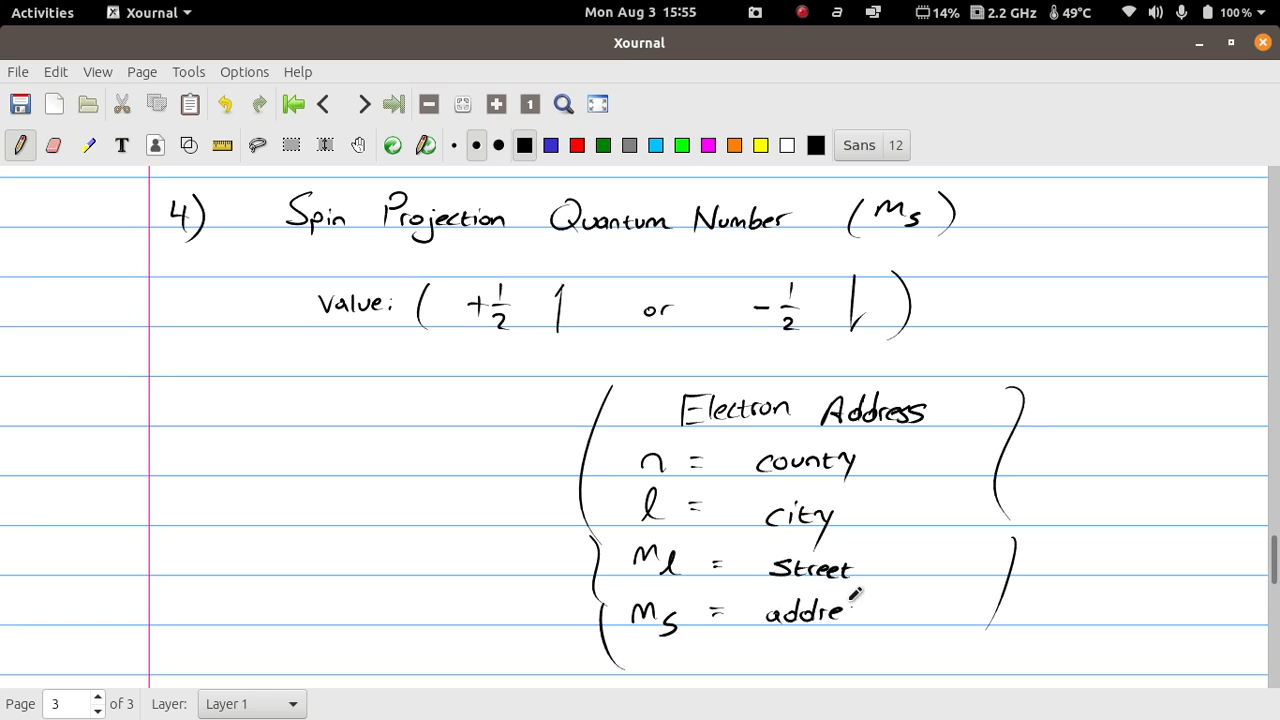 Activities Xournal Mon Aug 3 15:55 a 14% 2.2 GHz 49°C 100 %
Xournal
File Edit View Page Tools Options Help
1
T Sans 12
4) Spin Projection Quantum Number (ms)
Value: ( +1/2 ↑ or -1/2 ↓ )
Electron Address
n = county
l = city
ml = street
ms = addre
Page 3 of 3 Layer: Layer 1